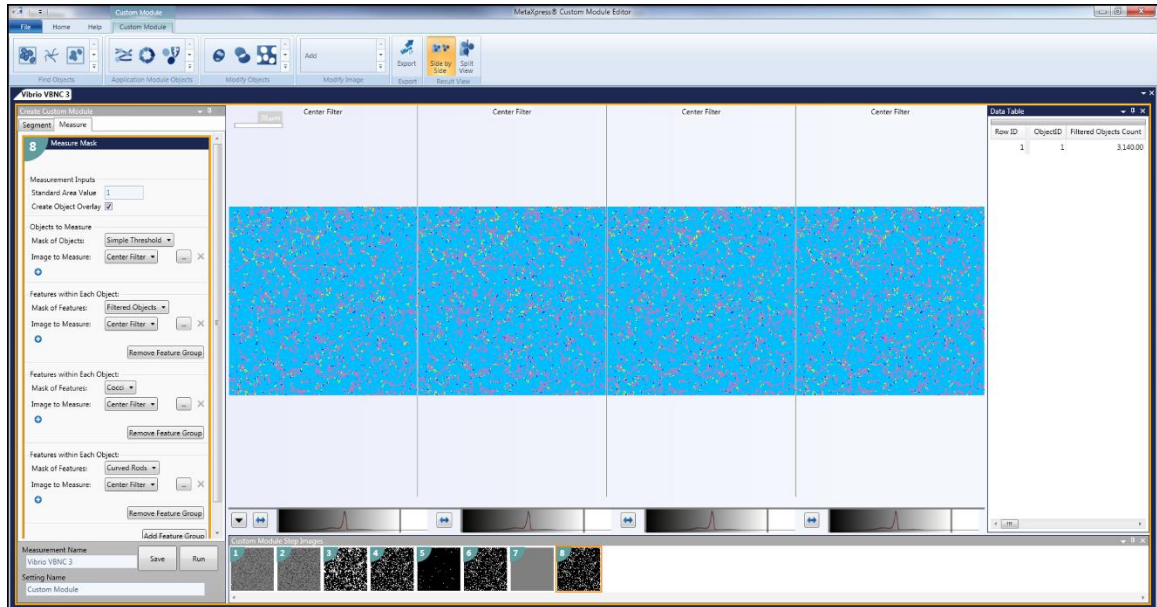 Custom Module
MetaXpress® Custom Module Editor
File Home Help Custom Module
Add
Export
Side by Side
Split View
Find Objects
Application Module Objects
Modify Objects
Modify Image
Export
Result View
Vibrio VBNC 3
Create Custom Module
Segment Measure
8 Measure Mask
Measurement Inputs
Standard Area Value 1
Create Object Overlay
Objects to Measure
Mask of Objects: Simple Threshold
Image to Measure: Center Filter ...
Features within Each Object:
Mask of Features: Filtered Objects
Image to Measure: Center Filter ...
Remove Feature Group
Features within Each Object:
Mask of Features: Cocci
Image to Measure: Center Filter ...
Remove Feature Group
Features within Each Object:
Mask of Features: Curved Rods
Image to Measure: Center Filter ...
Remove Feature Group
Add Feature Group
Measurement Name
Vibrio VBNC 3
Save Run
Setting Name
Custom Module
Center Filter Center Filter Center Filter Center Filter
Custom Module Step Images
1 2 3 4 5 6 7 8
Data Table
Row ID ObjectID Filtered Objects Count
1 1 3,140.00